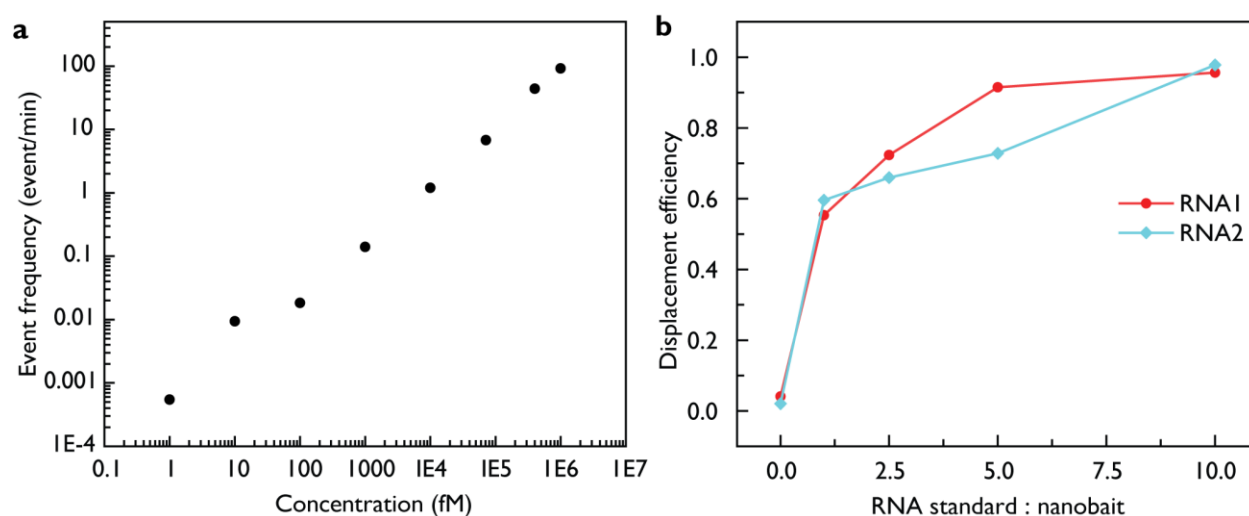 a
Event frequency (event/min)
100
10
1
0.1
0.01
0.001
1E-4
0.1 1 10 100 1000 1E4 1E5 1E6 1E7
Concentration (fM)
b
Displacement efficiency
1.0
0.8
0.6
0.4
0.2
0.0
RNA1
RNA2
0.0 2.5 5.0 7.5 10.0
RNA standard : nanobait